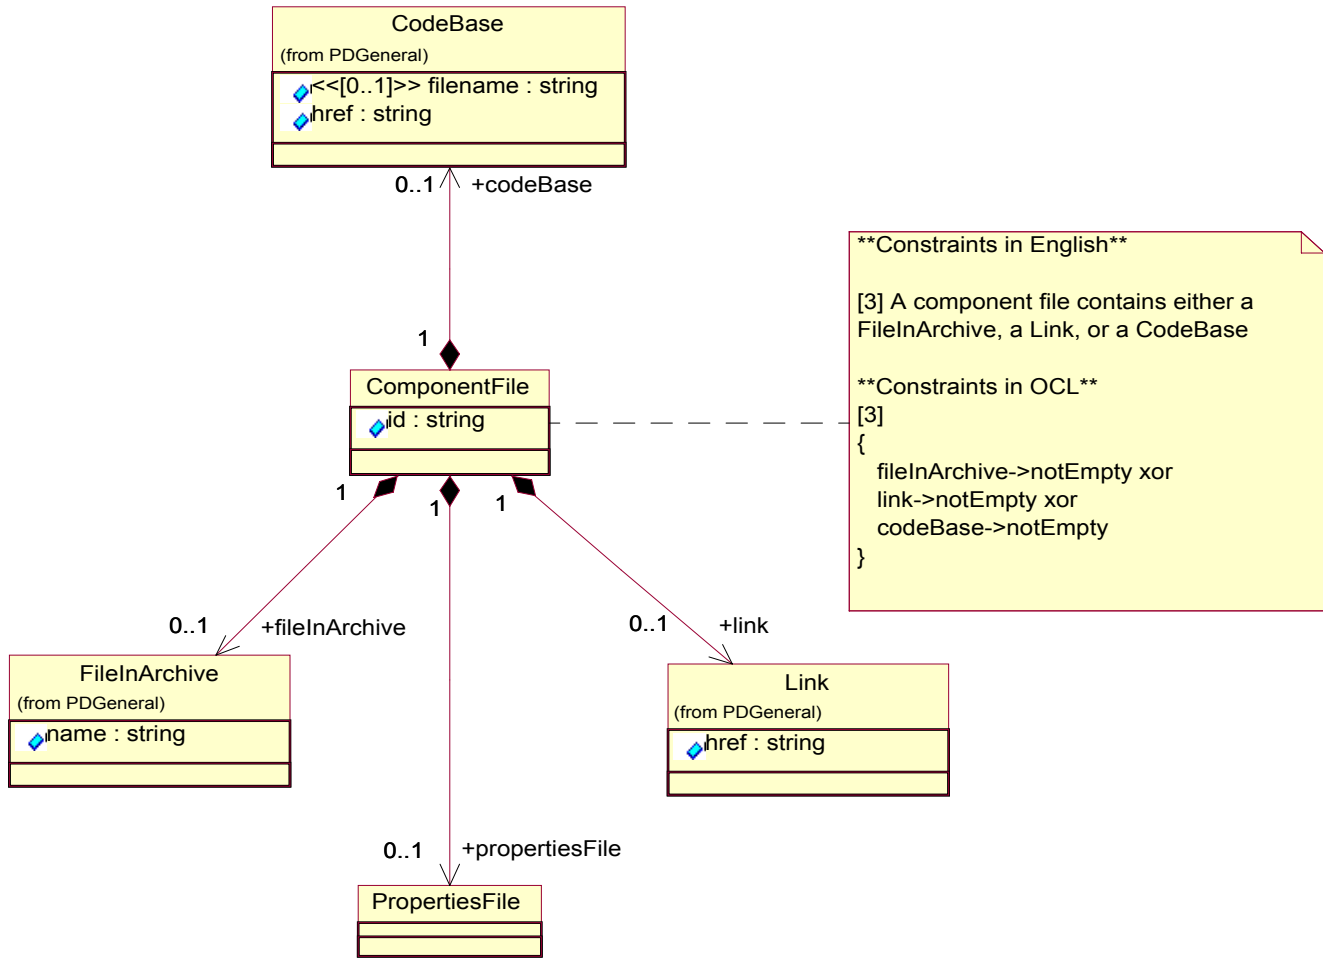 CodeBase
(from PDGeneral)
<<[0..1]>> filename : string
href : string
0..1 +codeBase
**Constraints in English**
[3] A component file contains either a
FileInArchive, a Link, or a CodeBase
**Constraints in OCL**
[3]
{
fileInArchive->notEmpty xor
link->notEmpty xor
codeBase->notEmpty
}
1
ComponentFile
id : string
1
1
1
0..1 +fileInArchive
0..1 +link
FileInArchive
(from PDGeneral)
name : string
Link
(from PDGeneral)
href : string
0..1 +propertiesFile
PropertiesFile